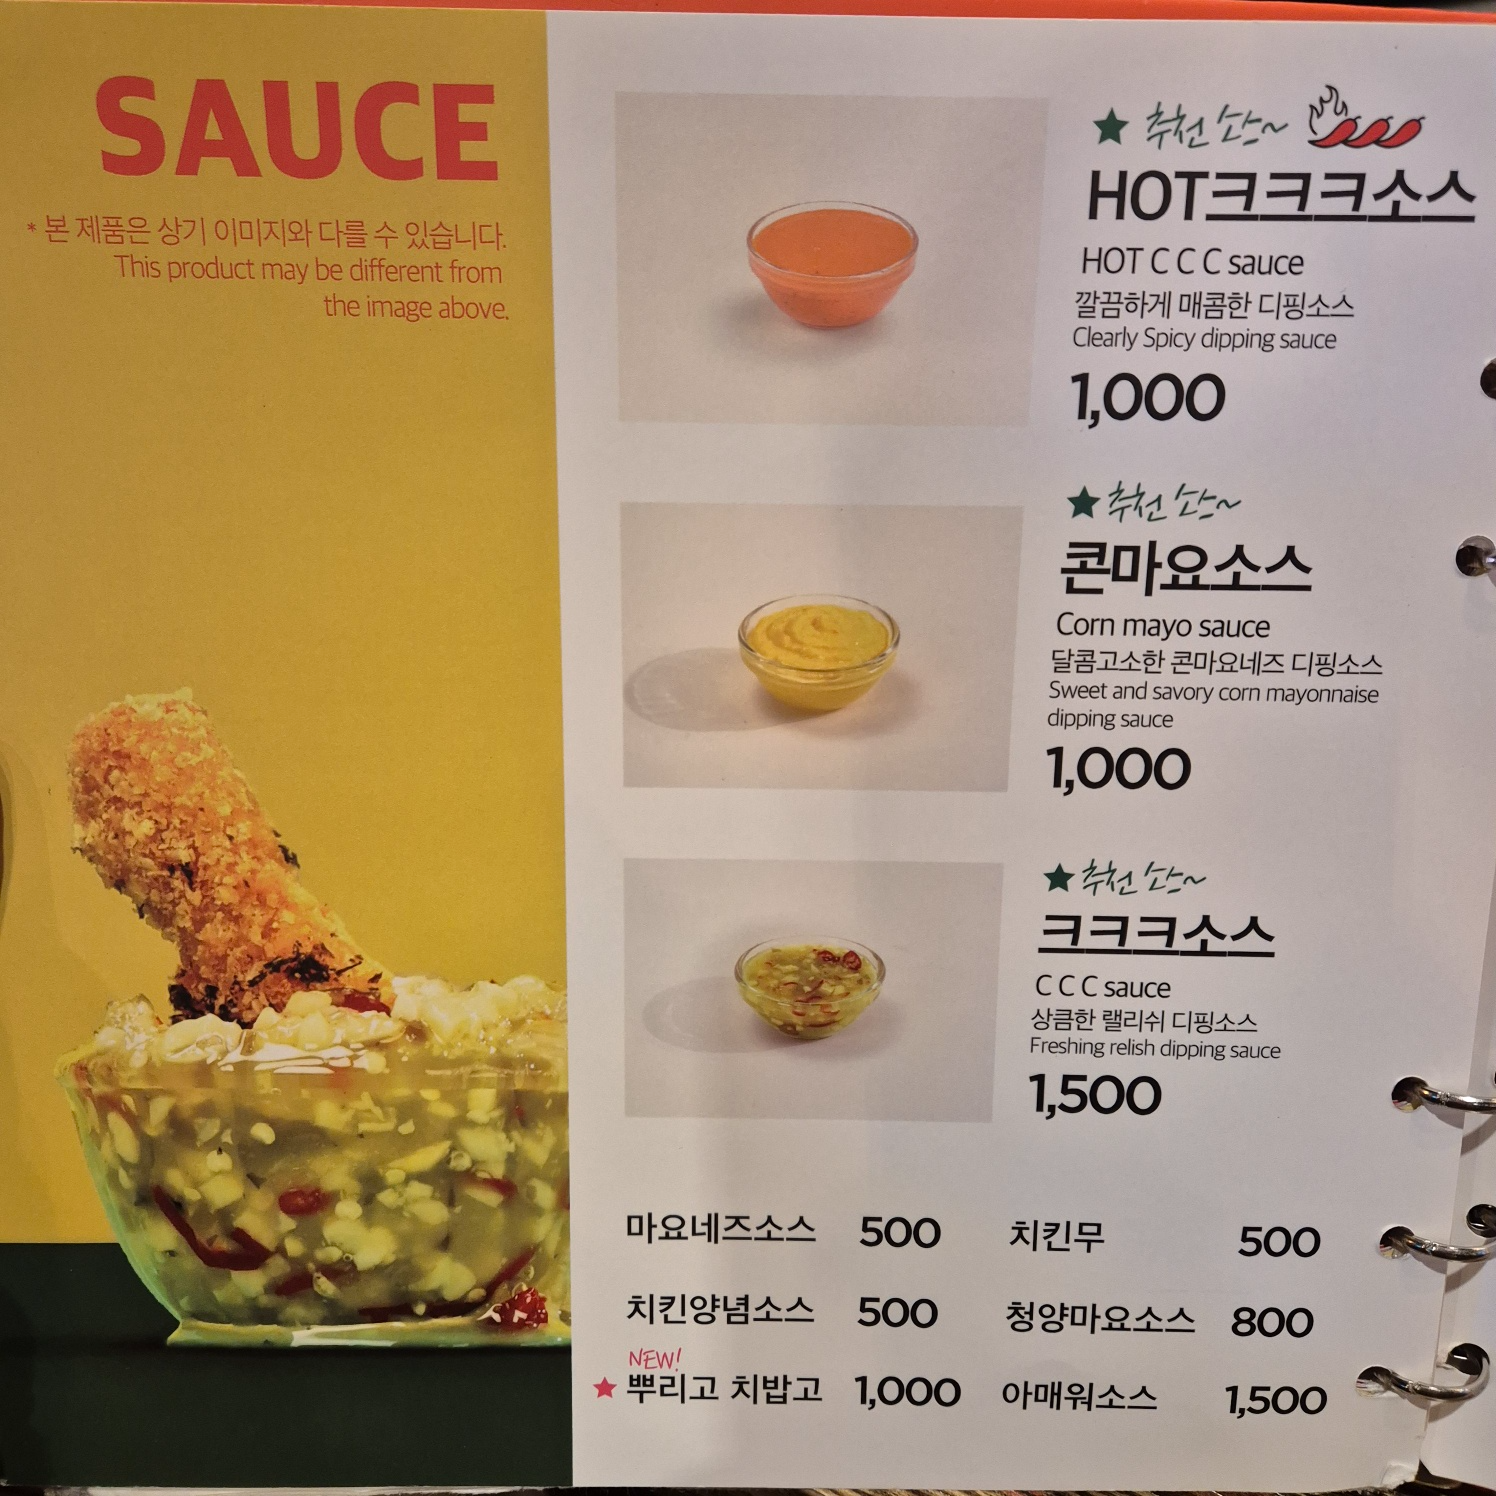 SAUCE
* 본 제품은 상기 이미지와 다를 수 있습니다.
This product may be different from
the image above.
★ 추천 소스~
HOT크크크소스
HOT C C C sauce
깔끔하게 매콤한 디핑소스
Clearly Spicy dipping sauce
1,000
★ 추천 소스~
콘마요소스
Corn mayo sauce
달콤고소한 콘마요네즈 디핑소스
Sweet and savory corn mayonnaise
dipping sauce
1,000
★ 추천 소스~
크크크소스
C C C sauce
상큼한 랠리쉬 디핑소스
Freshing relish dipping sauce
1,500
마요네즈소스 500 치킨무 500
치킨양념소스 500 청양마요소스 800
NEW!
★ 뿌리고 치밥고 1,000 아매워소스 1,500